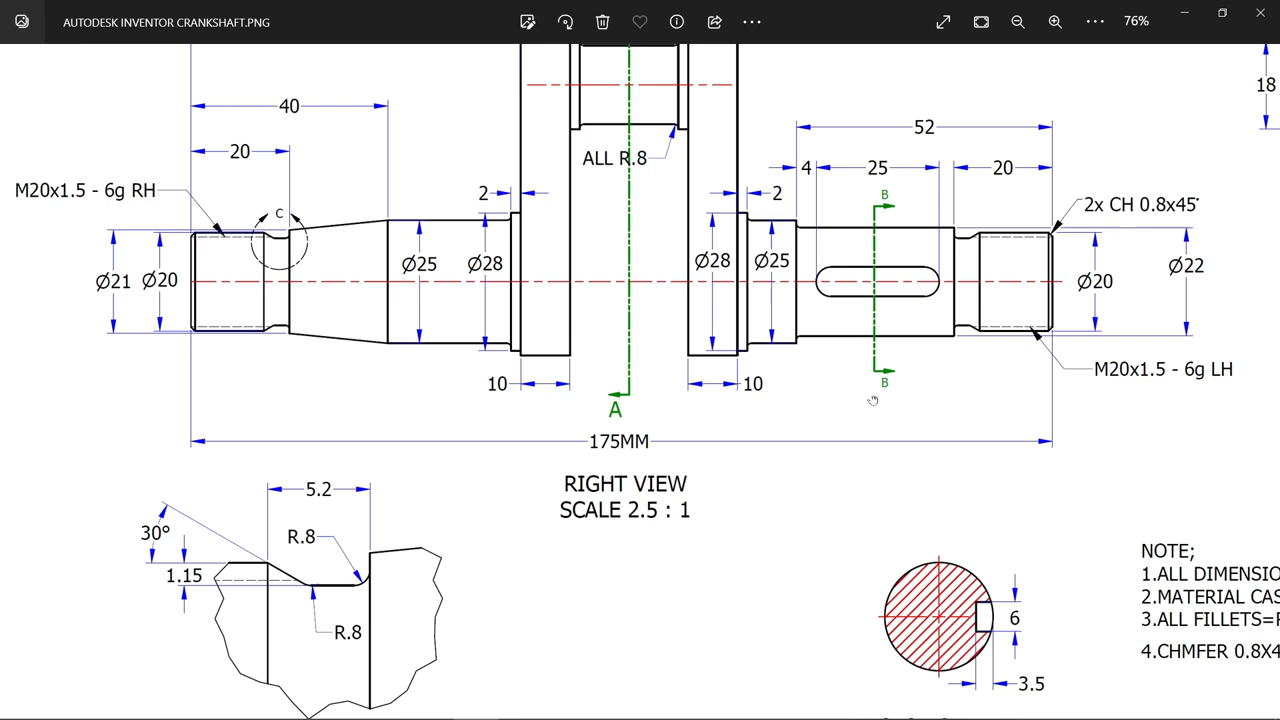 AUTODESK INVENTOR CRANKSHAFT.PNG
76%
18
40
52
20
ALL R.8
4
25
20
M20x1.5 - 6g RH
2
2
B
C
2x CH 0.8x45°
Ø21
Ø20
Ø25
Ø28
Ø28
Ø25
Ø20
Ø22
10
10
B
M20x1.5 - 6g LH
A
175MM
RIGHT VIEW
SCALE 2.5 : 1
5.2
30°
R.8
1.15
R.8
6
3.5
NOTE;
1.ALL DIMENSIO
2.MATERIAL CAS
3.ALL FILLETS=
4.CHMFER 0.8X4